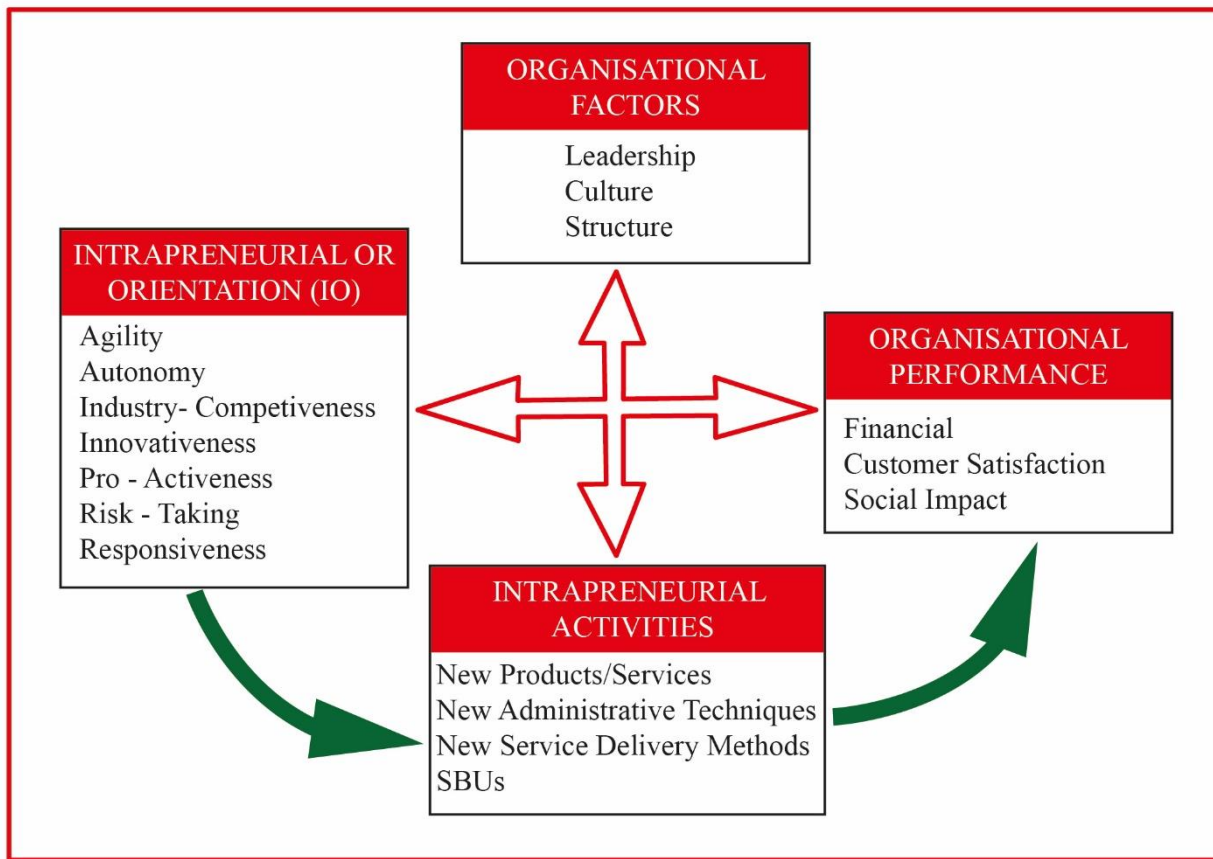 ORGANISATIONAL
FACTORS
Leadership
Culture
Structure
INTRAPRENEURIAL OR
ORIENTATION (IO)
Agility
Autonomy
Industry- Competiveness
Innovativeness
Pro - Activeness
Risk - Taking
Responsiveness
ORGANISATIONAL
PERFORMANCE
Financial
Customer Satisfaction
Social Impact
INTRAPRENEURIAL
ACTIVITIES
New Products/Services
New Administrative Techniques
New Service Delivery Methods
SBUs